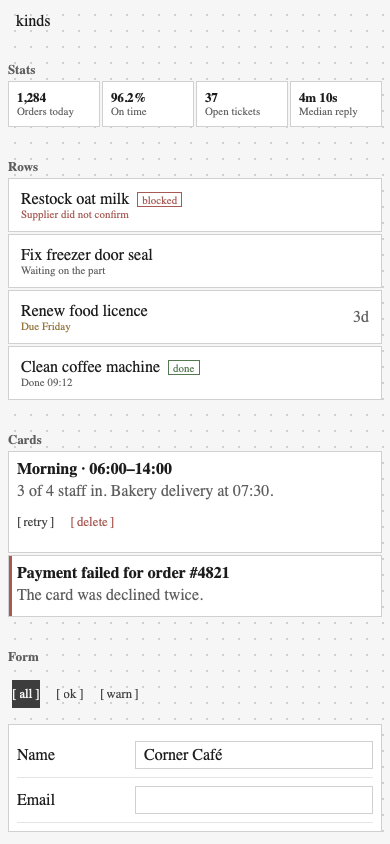 kinds
Stats
1,284
Orders today
96.2%
On time
37
Open tickets
4m 10s
Median reply
Rows
Restock oat milk blocked
Supplier did not confirm
Fix freezer door seal
Waiting on the part
Renew food licence 3d
Due Friday
Clean coffee machine done
Done 09:12
Cards
Morning · 06:00–14:00
3 of 4 staff in. Bakery delivery at 07:30.
[ retry ] [ delete ]
Payment failed for order #4821
The card was declined twice.
Form
[ all ] [ ok ] [ warn ]
Name Corner Café
Email